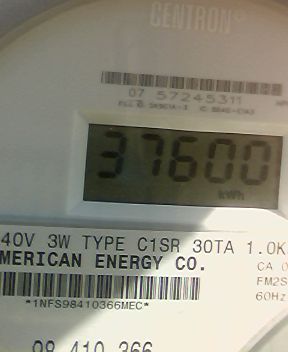 CENTRON®
07 57245311
37600
kWh
40V 3W TYPE C1SR 30TA 1.0K
MERICAN ENERGY CO.
CA 0
FM2S
60Hz
*1NFS98410366MEC*
98 410 366